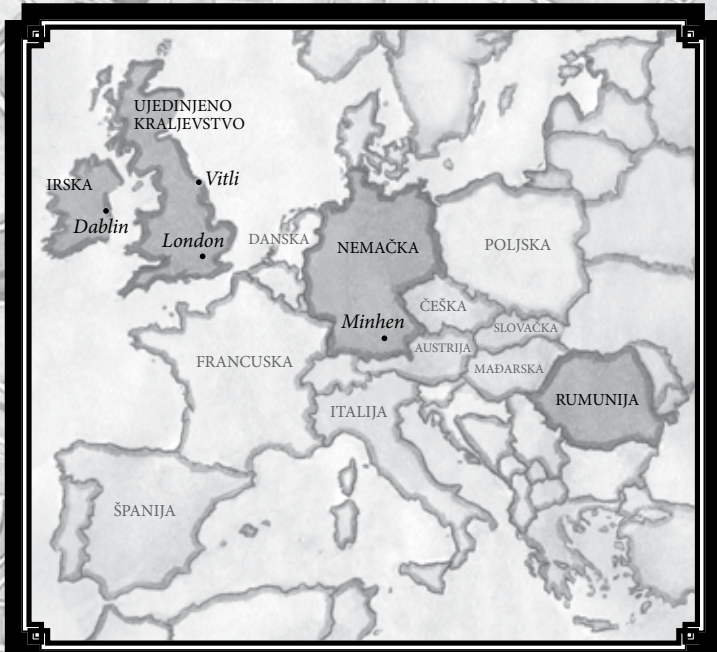 UJEDINJENO
KRALJEVSTVO
IRSKA
Vitli
Dablin
London
DANSKA
NEMAČKA
POLJSKA
ČEŠKA
Minhen
SLOVAČKA
AUSTRIJA
FRANCUSKA
MAĐARSKA
RUMUNIJA
ITALIJA
ŠPANIJA